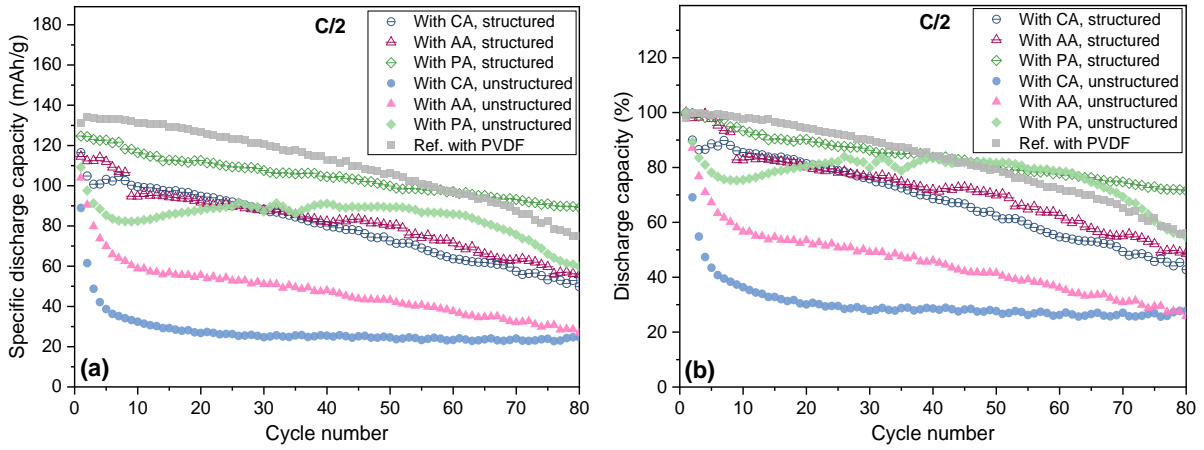 C/2
With CA, structured
With AA, structured
With PA, structured
With CA, unstructured
With AA, unstructured
With PA, unstructured
Ref. with PVDF
Specific discharge capacity (mAh/g)
180
160
140
120
100
80
60
40
20
0
(a)
0 10 20 30 40 50 60 70 80
Cycle number
C/2
With CA, structured
With AA, structured
With PA, structured
With CA, unstructured
With AA, unstructured
With PA, unstructured
Ref. with PVDF
Discharge capacity (%)
120
100
80
60
40
20
0
(b)
0 10 20 30 40 50 60 70 80
Cycle number